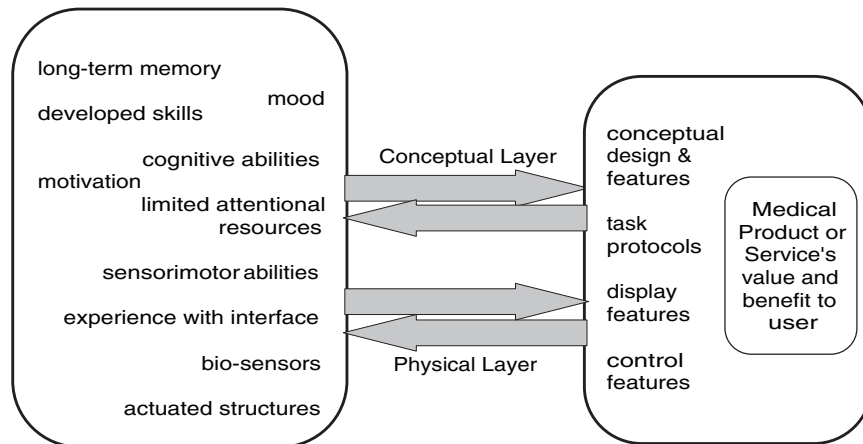 long-term memory
mood
developed skills
cognitive abilities
motivation
limited attentional
resources
sensorimotor abilities
experience with interface
bio-sensors
actuated structures
Conceptual Layer
Physical Layer
conceptual
design &
features
task
protocols
display
features
control
features
Medical
Product or
Service's
value and
benefit to
user